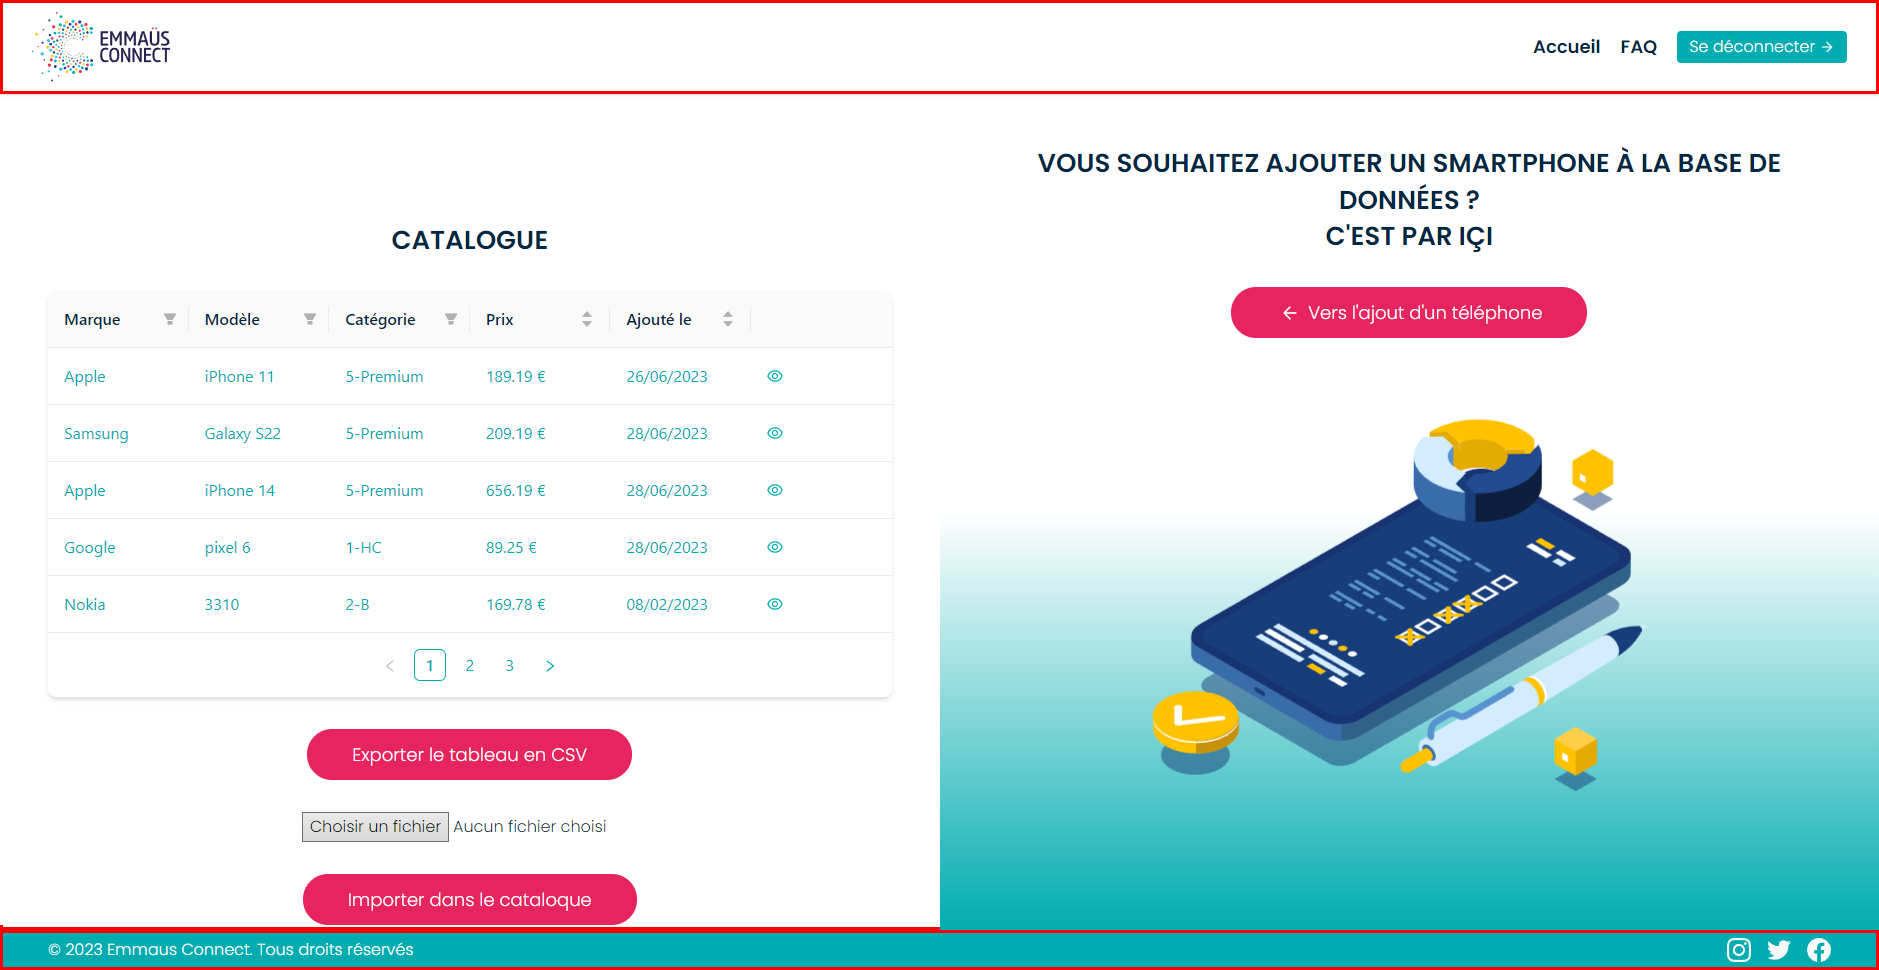 EMMAÜS
CONNECT
Accueil FAQ Se déconnecter →
CATALOGUE
Marque Modèle Catégorie Prix Ajouté le
Apple iPhone 11 5-Premium 189.19 € 26/06/2023
Samsung Galaxy S22 5-Premium 209.19 € 28/06/2023
Apple iPhone 14 5-Premium 656.19 € 28/06/2023
Google pixel 6 1-HC 89.25 € 28/06/2023
Nokia 3310 2-B 169.78 € 08/02/2023
< 1 2 3 >
Exporter le tableau en CSV
Choisir un fichier Aucun fichier choisi
Importer dans le cataloque
VOUS SOUHAITEZ AJOUTER UN SMARTPHONE À LA BASE DE
DONNÉES ?
C'EST PAR IÇI
← Vers l'ajout d'un téléphone
© 2023 Emmaus Connect. Tous droits réservés